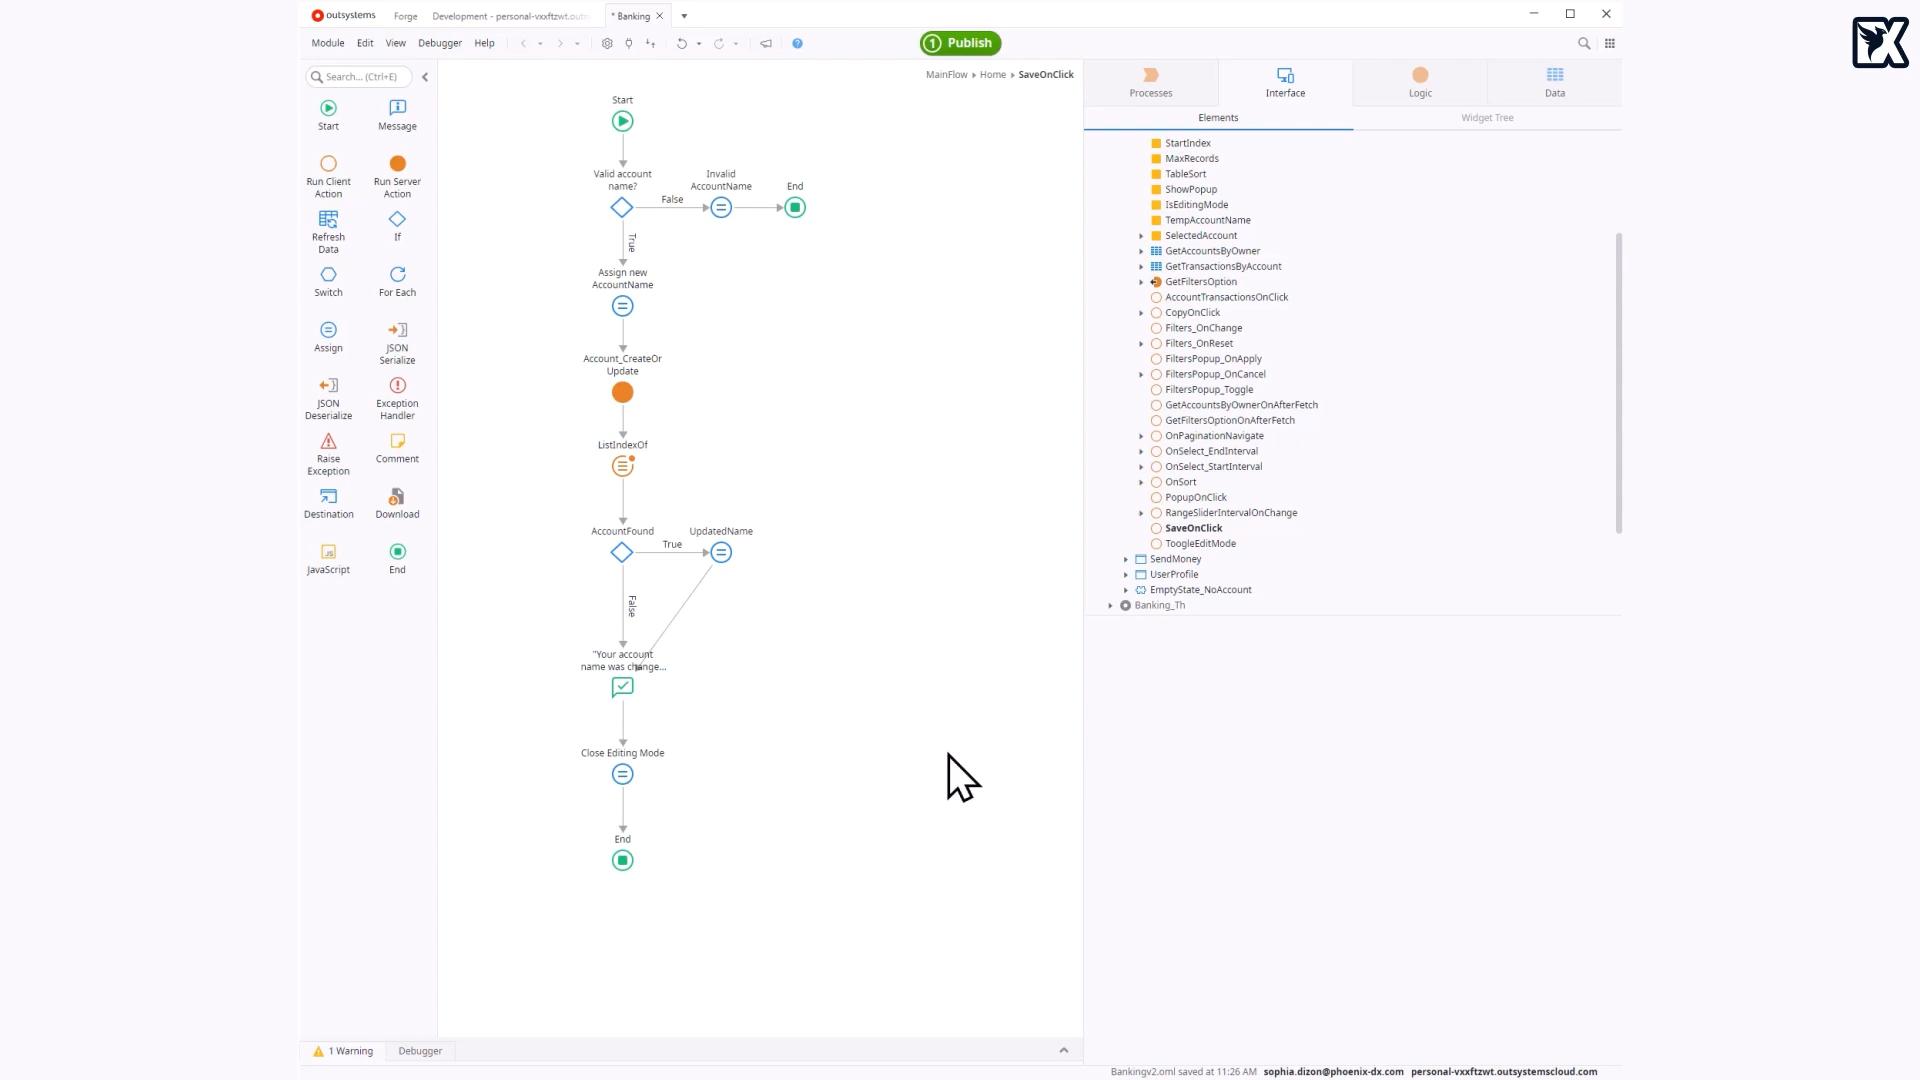 outsystems
Forge
Development - personal-vxxftzwt.outs
* Banking
Module
Edit
View
Debugger
Help
1 Publish
Search... (Ctrl+E)
Start
Message
Run Client
Action
Run Server
Action
Refresh
Data
If
Switch
For Each
Assign
JSON
Serialize
JSON
Deserialize
Exception
Handler
Raise
Exception
Comment
Destination
Download
JS
JavaScript
End
MainFlow
Home
SaveOnClick
Start
Valid account
name?
False
Invalid
AccountName
End
True
Assign new
AccountName
Account_CreateOr
Update
ListIndexOf
AccountFound
True
UpdatedName
False
"Your account
name was change...
Close Editing Mode
End
Processes
Interface
Logic
Data
Elements
Widget Tree
StartIndex
MaxRecords
TableSort
ShowPopup
IsEditingMode
TempAccountName
SelectedAccount
GetAccountsByOwner
GetTransactionsByAccount
GetFiltersOption
AccountTransactionsOnClick
CopyOnClick
Filters_OnChange
Filters_OnReset
FiltersPopup_OnApply
FiltersPopup_OnCancel
FiltersPopup_Toggle
GetAccountsByOwnerOnAfterFetch
GetFiltersOptionOnAfterFetch
OnPaginationNavigate
OnSelect_EndInterval
OnSelect_StartInterval
OnSort
PopupOnClick
RangeSliderIntervalOnChange
SaveOnClick
ToogleEditMode
SendMoney
UserProfile
EmptyState_NoAccount
Banking_Th
1 Warning
Debugger
Bankingv2.oml saved at 11:26 AM
sophia.dizon@phoenix-dx.com
personal-vxxftzwt.outsystemscloud.com